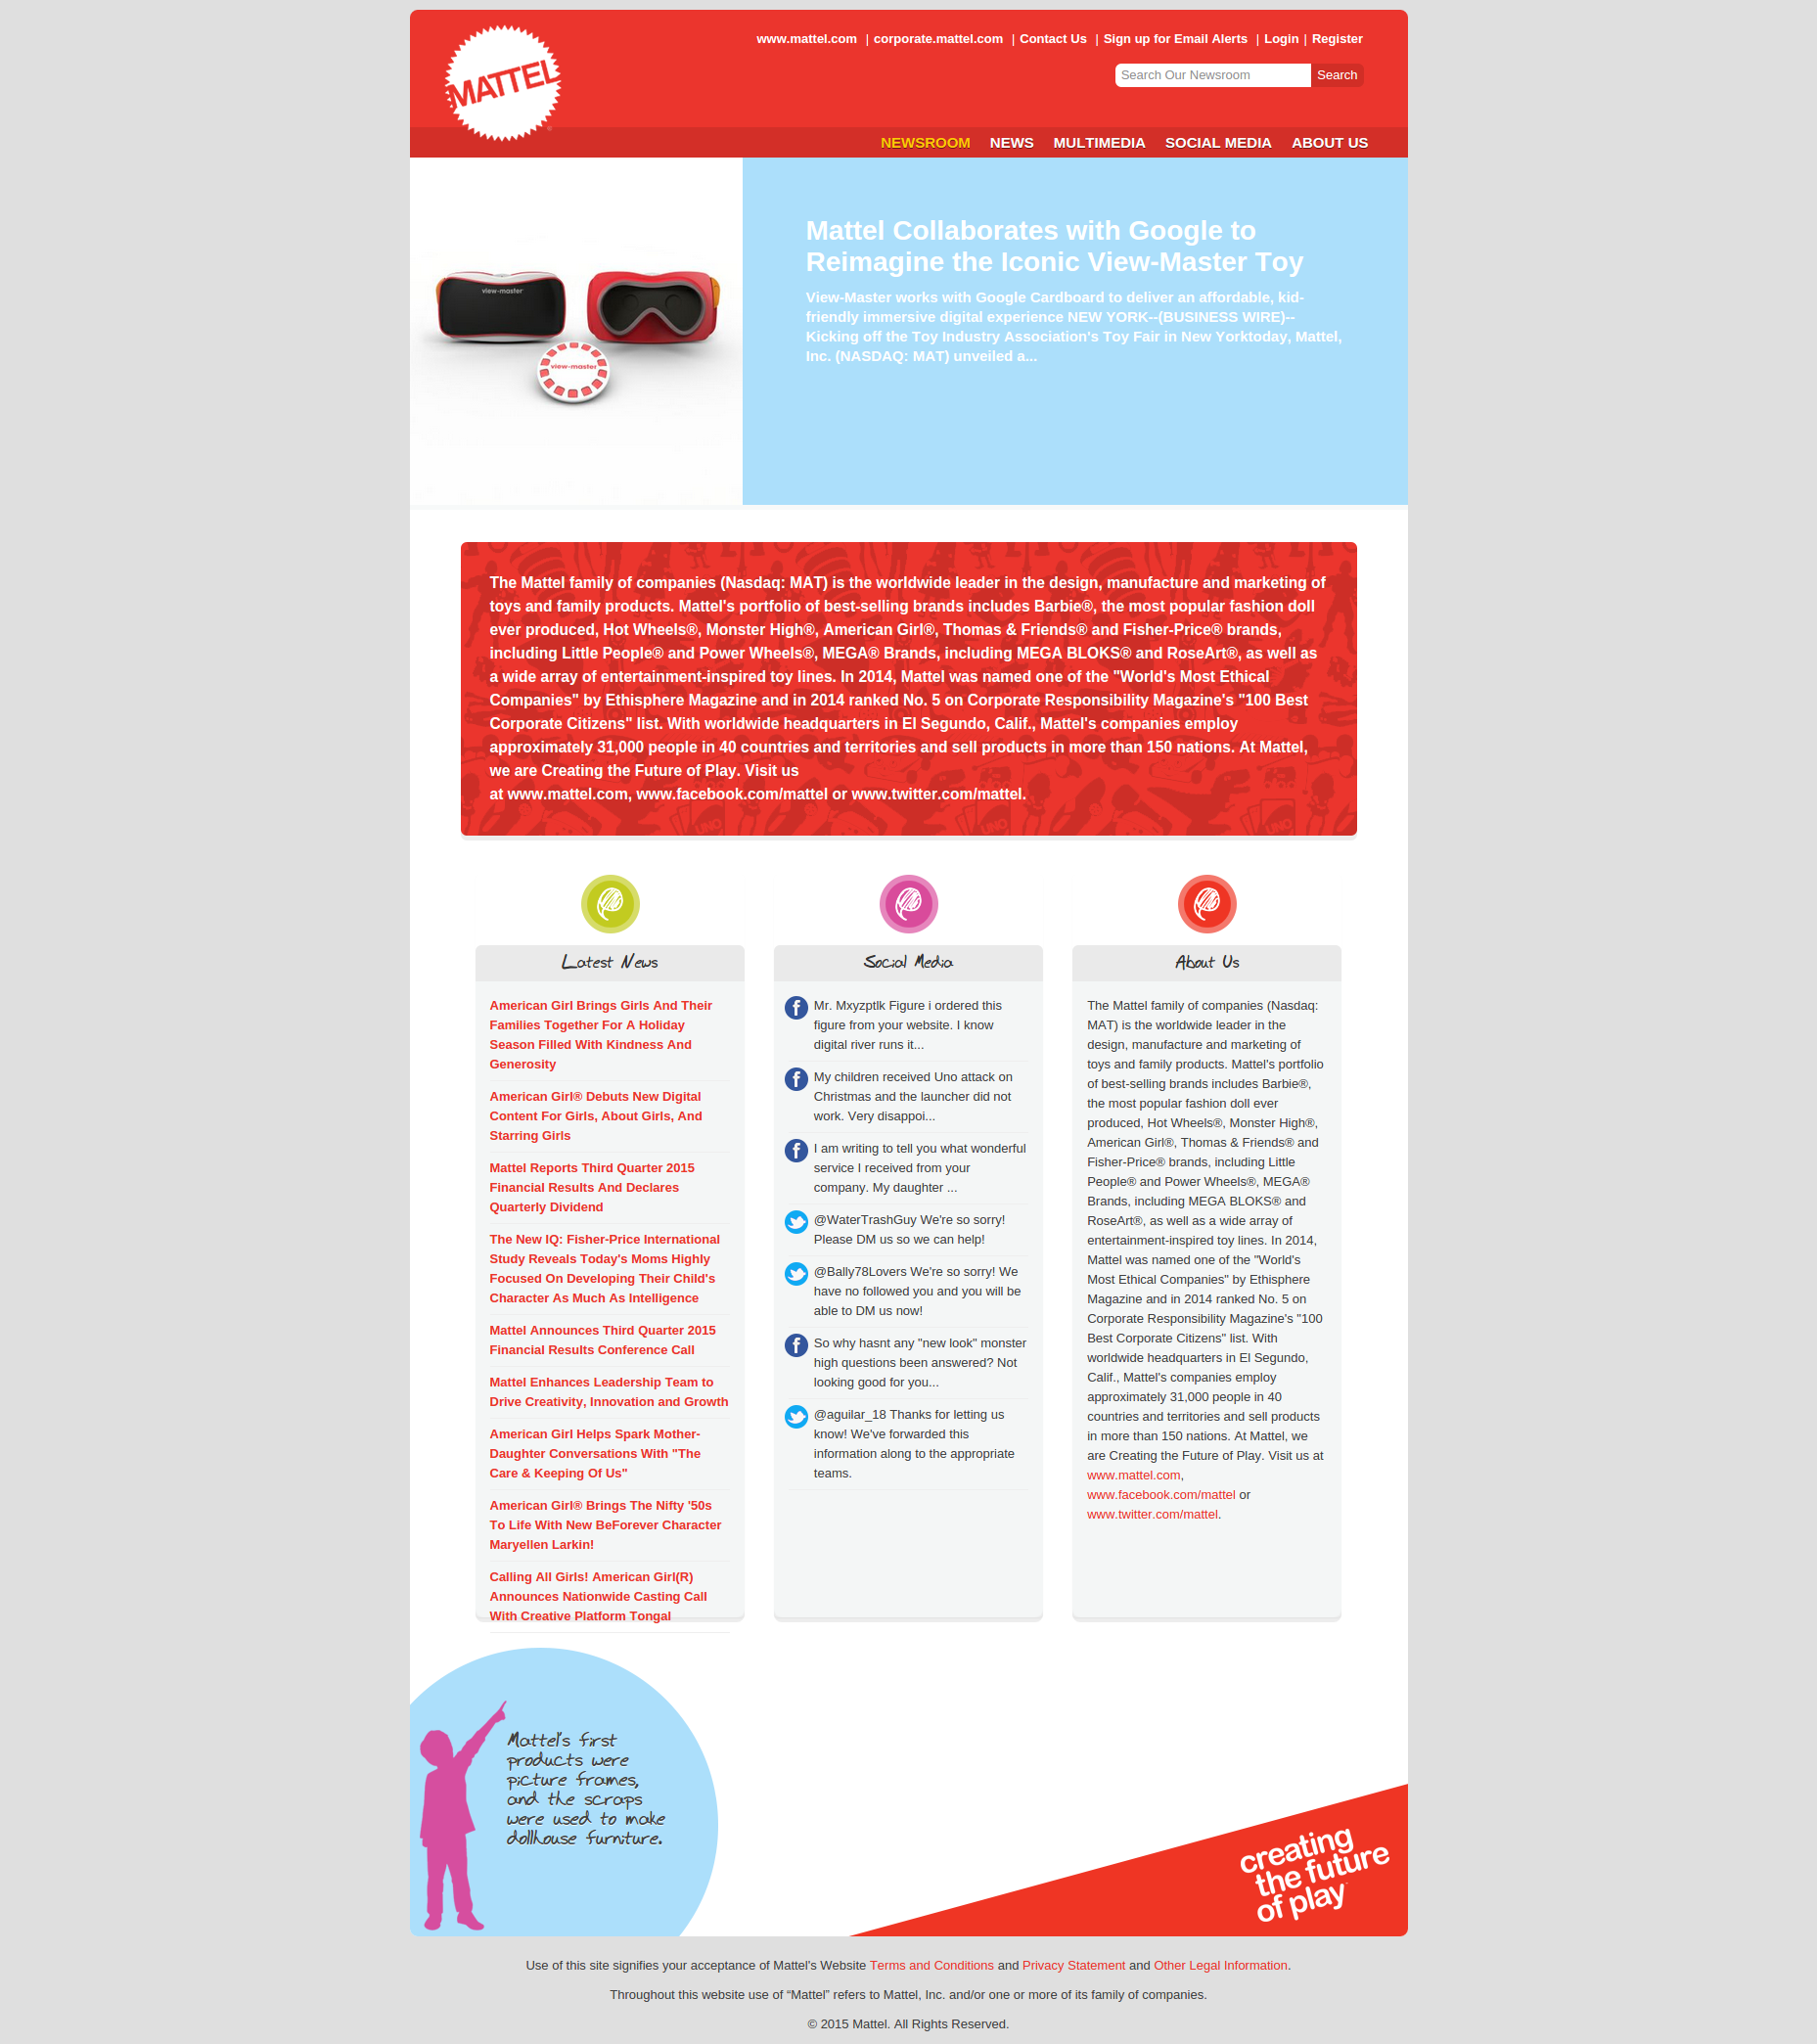 MATTEL
www.mattel.com | corporate.mattel.com | Contact Us | Sign up for Email Alerts | Login | Register
Search Our Newsroom Search
NEWSROOM NEWS MULTIMEDIA SOCIAL MEDIA ABOUT US
view-master
view-master
Mattel Collaborates with Google to
Reimagine the Iconic View-Master Toy
View-Master works with Google Cardboard to deliver an affordable, kid-
friendly immersive digital experience NEW YORK--(BUSINESS WIRE)--
Kicking off the Toy Industry Association's Toy Fair in New Yorktoday, Mattel,
Inc. (NASDAQ: MAT) unveiled a...
The Mattel family of companies (Nasdaq: MAT) is the worldwide leader in the design, manufacture and marketing of
toys and family products. Mattel's portfolio of best-selling brands includes Barbie®, the most popular fashion doll
ever produced, Hot Wheels®, Monster High®, American Girl®, Thomas & Friends® and Fisher-Price® brands,
including Little People® and Power Wheels®, MEGA® Brands, including MEGA BLOKS® and RoseArt®, as well as
a wide array of entertainment-inspired toy lines. In 2014, Mattel was named one of the "World's Most Ethical
Companies" by Ethisphere Magazine and in 2014 ranked No. 5 on Corporate Responsibility Magazine's "100 Best
Corporate Citizens" list. With worldwide headquarters in El Segundo, Calif., Mattel's companies employ
approximately 31,000 people in 40 countries and territories and sell products in more than 150 nations. At Mattel,
we are Creating the Future of Play. Visit us
at www.mattel.com, www.facebook.com/mattel or www.twitter.com/mattel.
UNO
UNO
UNO
Latest News
American Girl Brings Girls And Their
Families Together For A Holiday
Season Filled With Kindness And
Generosity
American Girl® Debuts New Digital
Content For Girls, About Girls, And
Starring Girls
Mattel Reports Third Quarter 2015
Financial Results And Declares
Quarterly Dividend
The New IQ: Fisher-Price International
Study Reveals Today's Moms Highly
Focused On Developing Their Child's
Character As Much As Intelligence
Mattel Announces Third Quarter 2015
Financial Results Conference Call
Mattel Enhances Leadership Team to
Drive Creativity, Innovation and Growth
American Girl Helps Spark Mother-
Daughter Conversations With "The
Care & Keeping Of Us"
American Girl® Brings The Nifty '50s
To Life With New BeForever Character
Maryellen Larkin!
Calling All Girls! American Girl(R)
Announces Nationwide Casting Call
With Creative Platform Tongal
Social Media
Mr. Mxyzptlk Figure i ordered this
figure from your website. I know
digital river runs it...
My children received Uno attack on
Christmas and the launcher did not
work. Very disappoi...
I am writing to tell you what wonderful
service I received from your
company. My daughter ...
@WaterTrashGuy We're so sorry!
Please DM us so we can help!
@Bally78Lovers We're so sorry! We
have no followed you and you will be
able to DM us now!
So why hasnt any "new look" monster
high questions been answered? Not
looking good for you...
@aguilar_18 Thanks for letting us
know! We've forwarded this
information along to the appropriate
teams.
About Us
The Mattel family of companies (Nasdaq:
MAT) is the worldwide leader in the
design, manufacture and marketing of
toys and family products. Mattel's portfolio
of best-selling brands includes Barbie®,
the most popular fashion doll ever
produced, Hot Wheels®, Monster High®,
American Girl®, Thomas & Friends® and
Fisher-Price® brands, including Little
People® and Power Wheels®, MEGA®
Brands, including MEGA BLOKS® and
RoseArt®, as well as a wide array of
entertainment-inspired toy lines. In 2014,
Mattel was named one of the "World's
Most Ethical Companies" by Ethisphere
Magazine and in 2014 ranked No. 5 on
Corporate Responsibility Magazine's "100
Best Corporate Citizens" list. With
worldwide headquarters in El Segundo,
Calif., Mattel's companies employ
approximately 31,000 people in 40
countries and territories and sell products
in more than 150 nations. At Mattel, we
are Creating the Future of Play. Visit us at
www.mattel.com,
www.facebook.com/mattel or
www.twitter.com/mattel.
Mattel's first
products were
picture frames,
and the scraps
were used to make
dollhouse furniture.
creating
the future
of play
Use of this site signifies your acceptance of Mattel's Website Terms and Conditions and Privacy Statement and Other Legal Information.
Throughout this website use of “Mattel” refers to Mattel, Inc. and/or one or more of its family of companies.
© 2015 Mattel. All Rights Reserved.